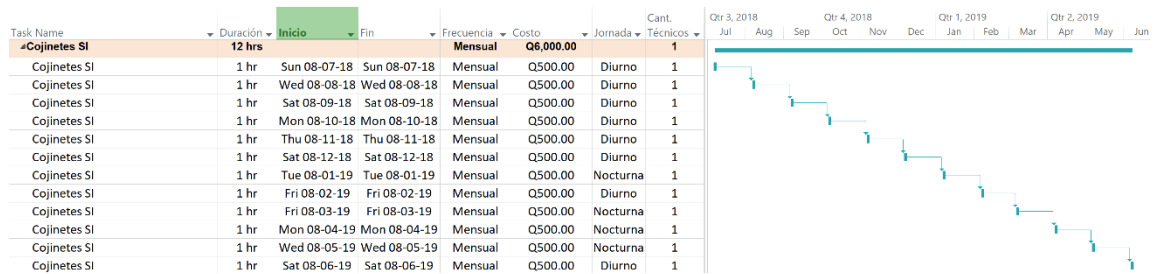 Task Name Duración Inicio Fin Frecuencia Costo Jornada Cant. Técnicos Qtr 3, 2018 Qtr 4, 2018 Qtr 1, 2019 Qtr 2, 2019
Jul Aug Sep Oct Nov Dec Jan Feb Mar Apr May Jun
Cojinetes SI 12 hrs Mensual Q6,000.00 1
Cojinetes SI 1 hr Sun 08-07-18 Sun 08-07-18 Mensual Q500.00 Diurno 1
Cojinetes SI 1 hr Wed 08-08-18 Wed 08-08-18 Mensual Q500.00 Diurno 1
Cojinetes SI 1 hr Sat 08-09-18 Sat 08-09-18 Mensual Q500.00 Diurno 1
Cojinetes SI 1 hr Mon 08-10-18 Mon 08-10-18 Mensual Q500.00 Diurno 1
Cojinetes SI 1 hr Thu 08-11-18 Thu 08-11-18 Mensual Q500.00 Diurno 1
Cojinetes SI 1 hr Sat 08-12-18 Sat 08-12-18 Mensual Q500.00 Diurno 1
Cojinetes SI 1 hr Tue 08-01-19 Tue 08-01-19 Mensual Q500.00 Nocturna 1
Cojinetes SI 1 hr Fri 08-02-19 Fri 08-02-19 Mensual Q500.00 Diurno 1
Cojinetes SI 1 hr Fri 08-03-19 Fri 08-03-19 Mensual Q500.00 Nocturna 1
Cojinetes SI 1 hr Mon 08-04-19 Mon 08-04-19 Mensual Q500.00 Nocturna 1
Cojinetes SI 1 hr Wed 08-05-19 Wed 08-05-19 Mensual Q500.00 Nocturna 1
Cojinetes SI 1 hr Sat 08-06-19 Sat 08-06-19 Mensual Q500.00 Diurno 1